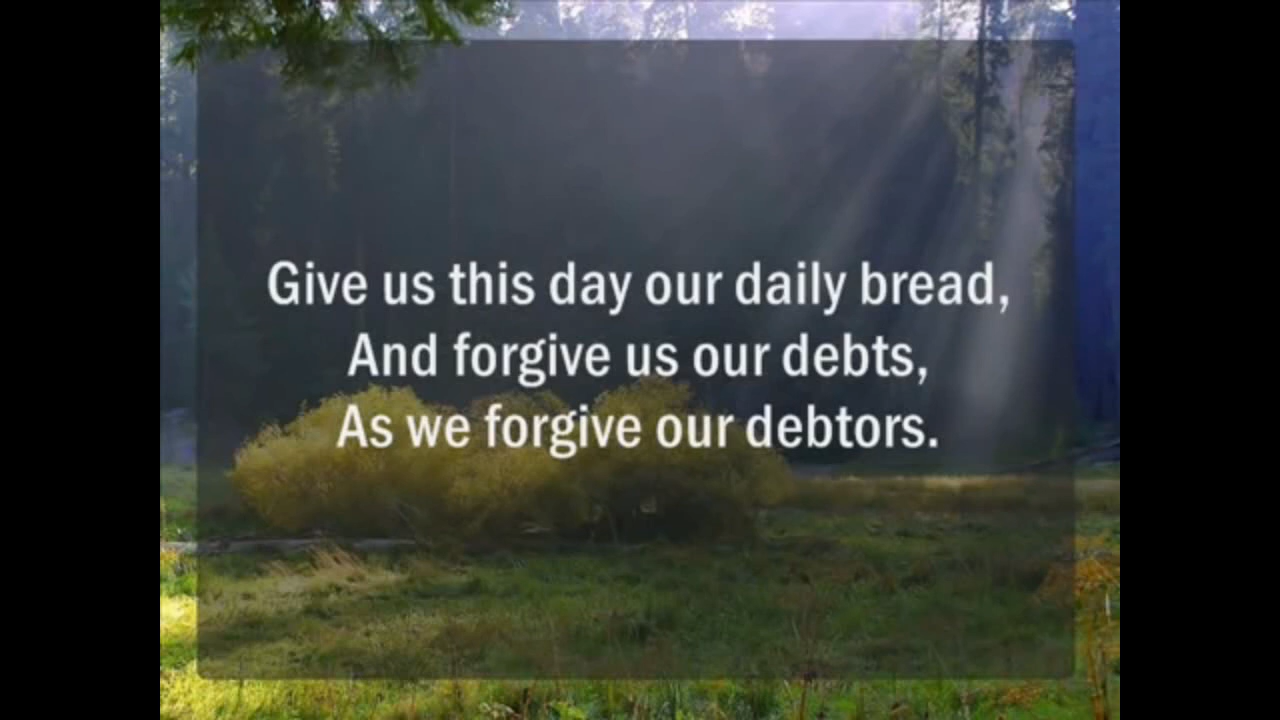 Give us this day our daily bread,
And forgive us our debts,
As we forgive our debtors.